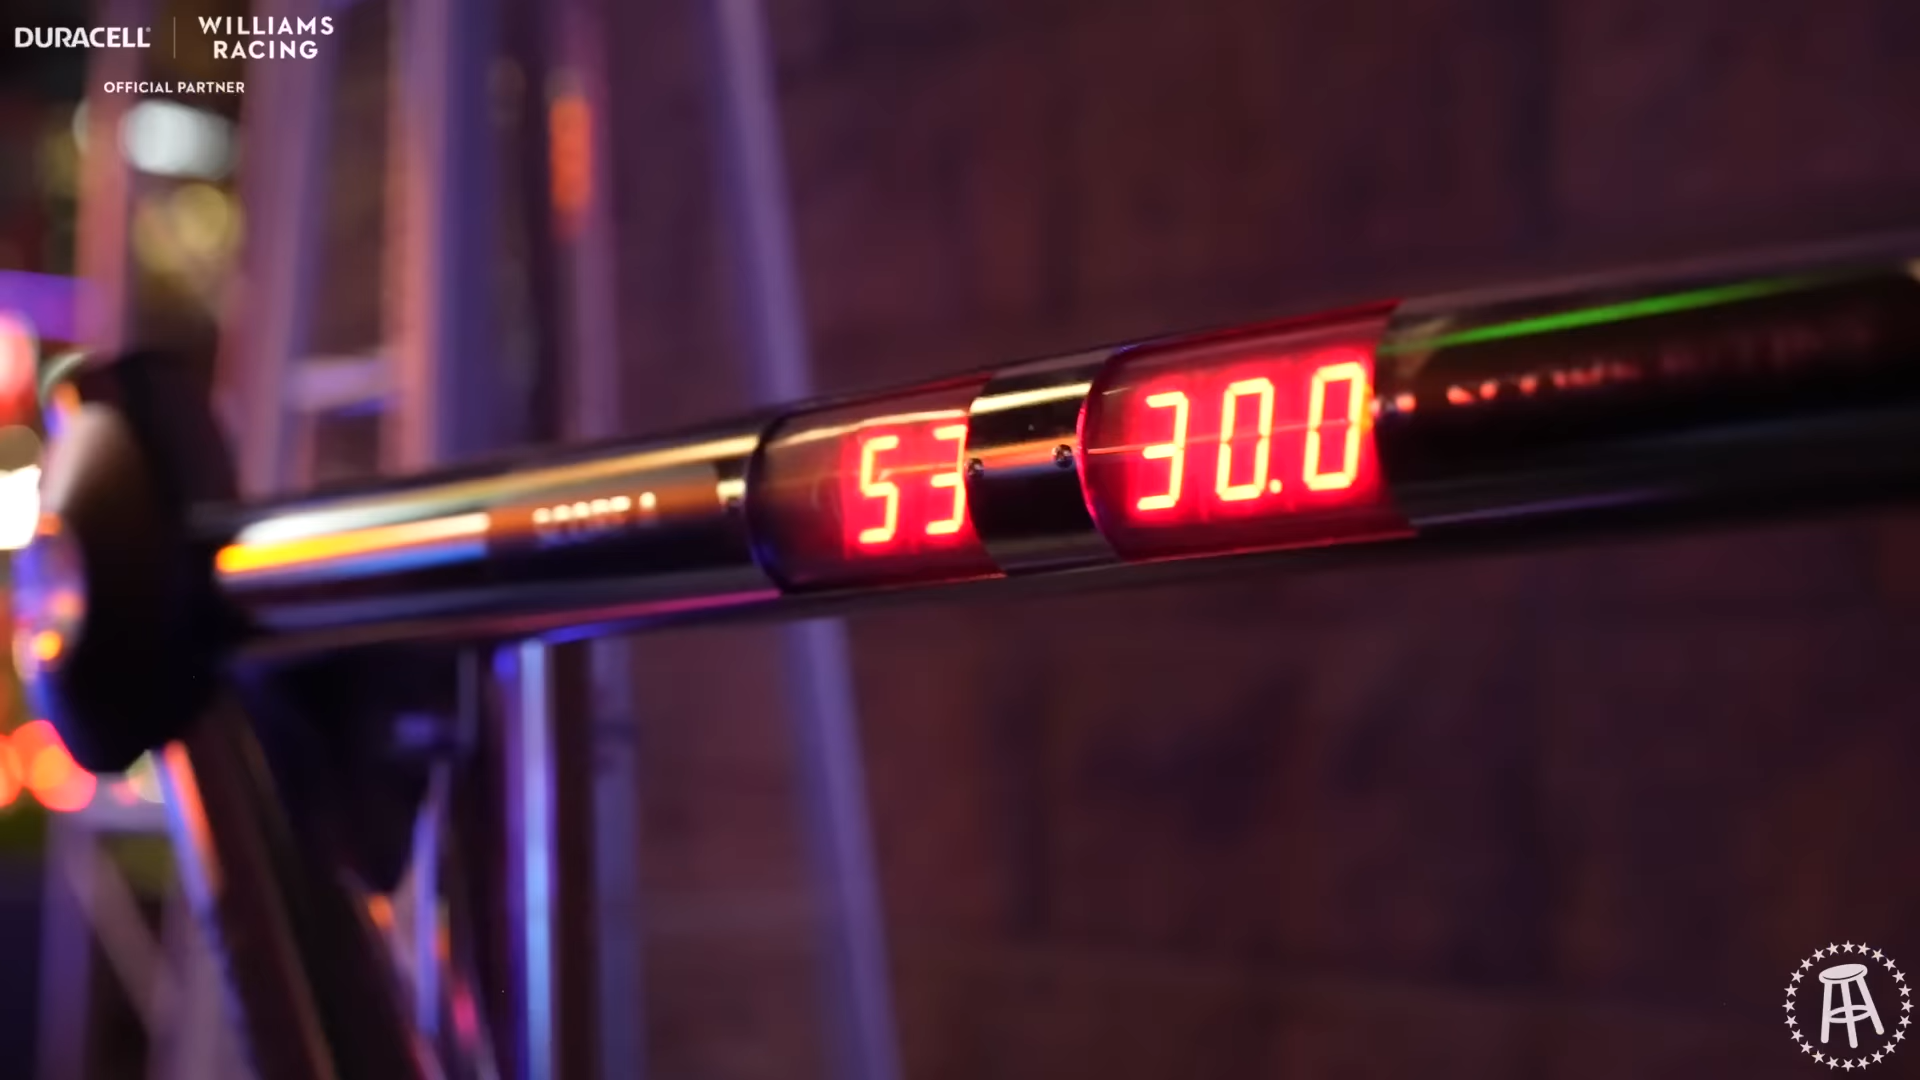 DURACELL
WILLIAMS
RACING
OFFICIAL PARTNER
53
30.0